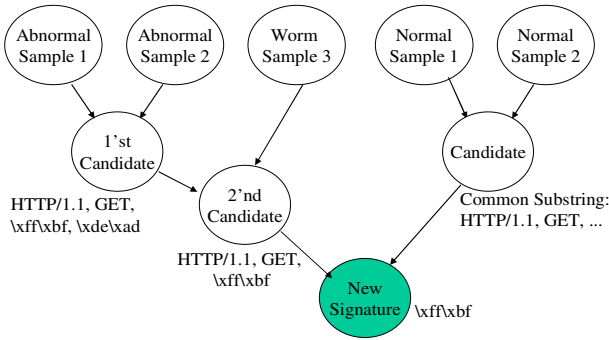 Abnormal
Sample 1
Abnormal
Sample 2
Worm
Sample 3
Normal
Sample 1
Normal
Sample 2
1'st
Candidate
Candidate
HTTP/1.1, GET,
\xff\xbf, \xde\xad
2'nd
Candidate
Common Substring:
HTTP/1.1, GET, ...
HTTP/1.1, GET,
\xff\xbf
New
Signature
\xff\xbf